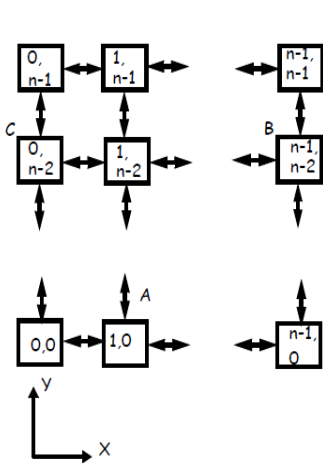 0,
n-1
1,
n-1
n-1,
n-1
C
0,
n-2
1,
n-2
B
n-1,
n-2
A
0,0
1,0
n-1,
0
Y
X